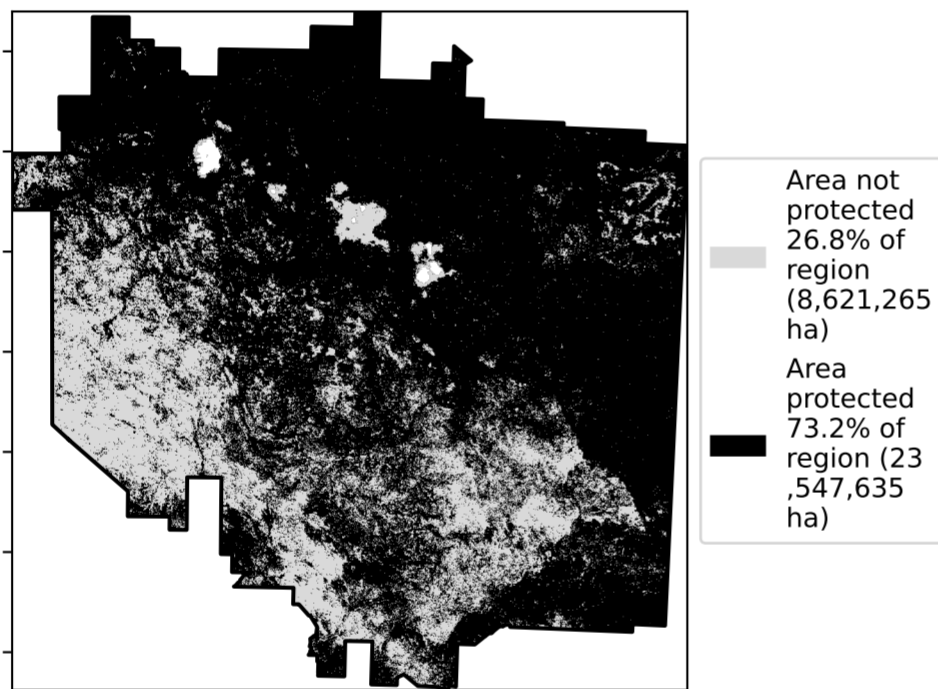 Area not
protected
26.8% of
region
(8,621,265
ha)
Area
protected
73.2% of
region (23
,547,635
ha)